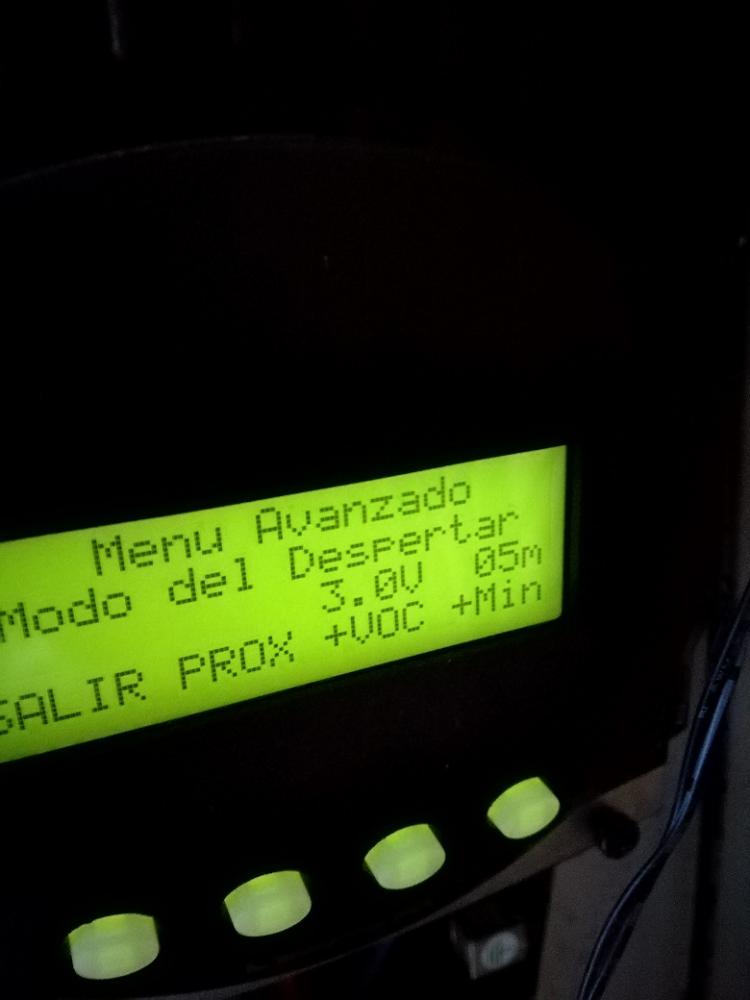 Menu Avanzado
Modo del Despertar
3.0V 05m
SALIR PROX +VOC +Min